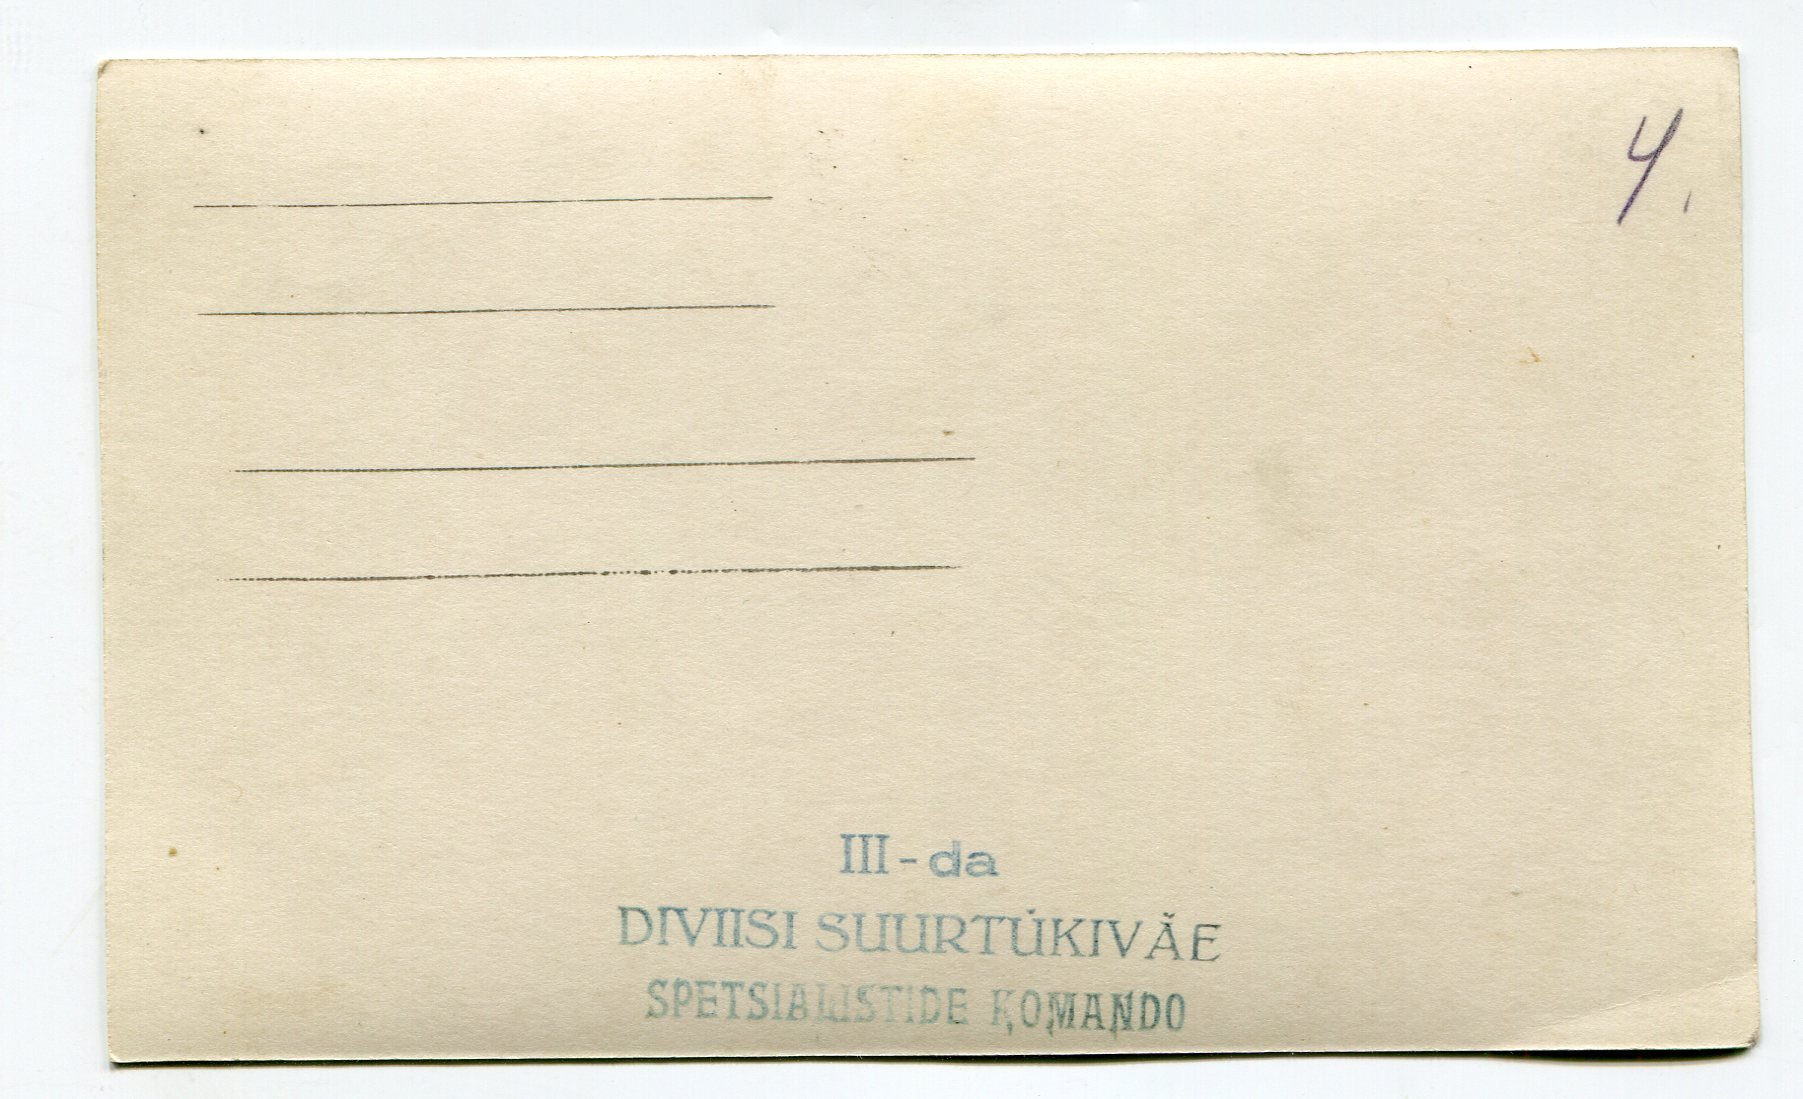 4.
III-da
DIVIISI SUURTÜKIVÄE
SPETSIALISTIDE KOMANDO